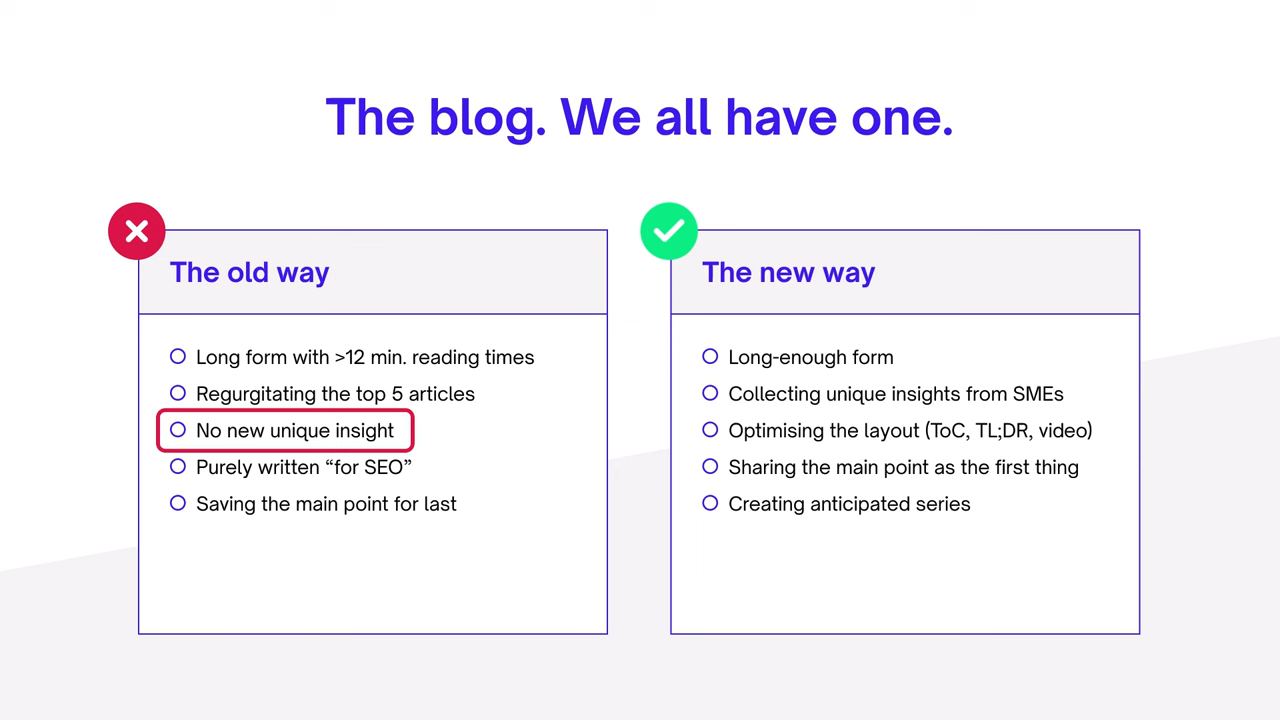 The blog. We all have one.
The old way
Long form with >12 min. reading times
Regurgitating the top 5 articles
No new unique insight
Purely written “for SEO”
Saving the main point for last
The new way
Long-enough form
Collecting unique insights from SMEs
Optimising the layout (ToC, TL;DR, video)
Sharing the main point as the first thing
Creating anticipated series